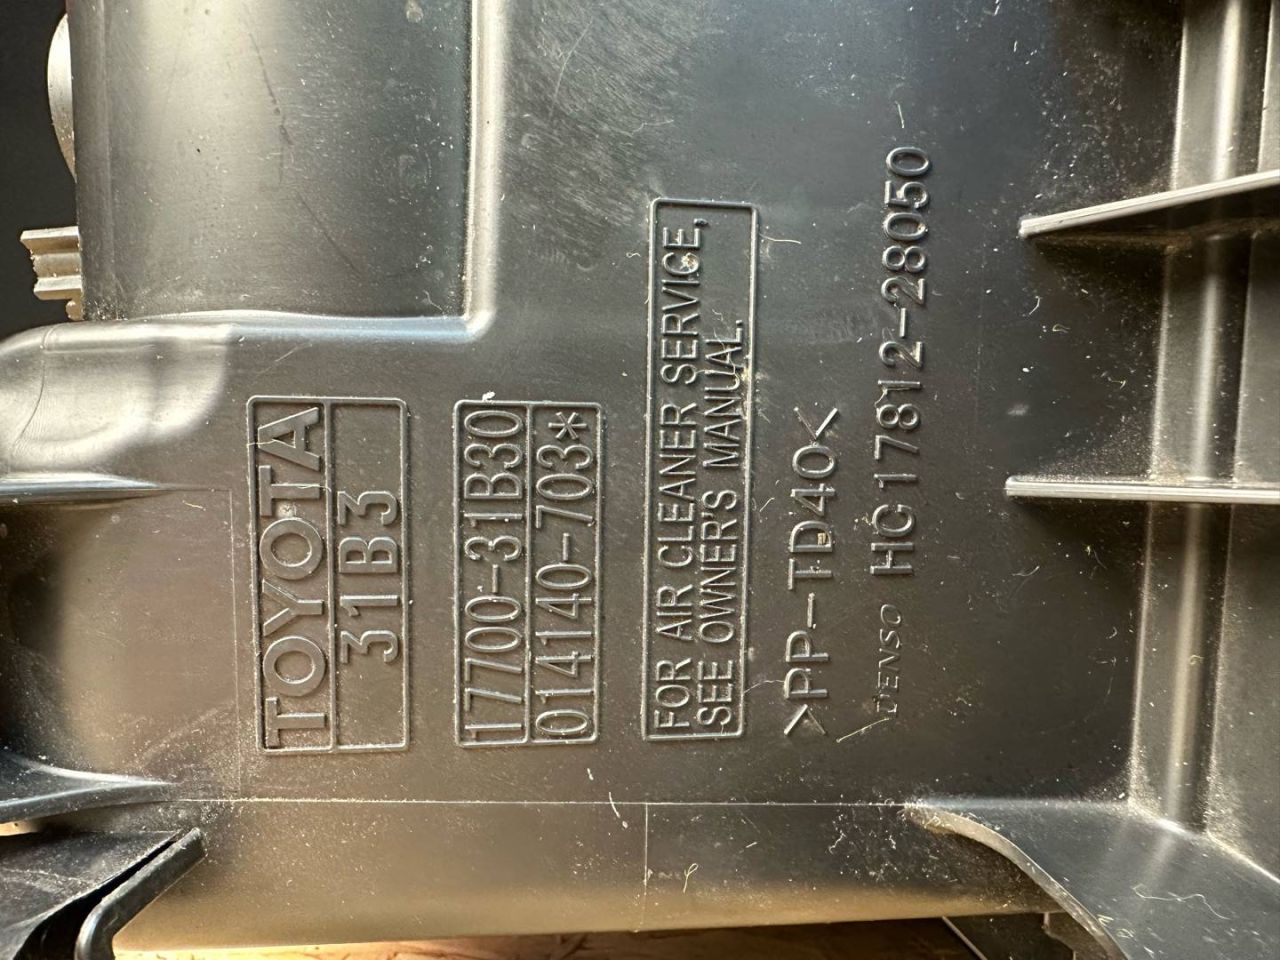 TOYOTA
31B3
17700-31B30
014140-703*
FOR AIR CLEANER SERVICE,
SEE OWNER'S MANUAL.
>PP-TD40<
DENSO HC17812-28050